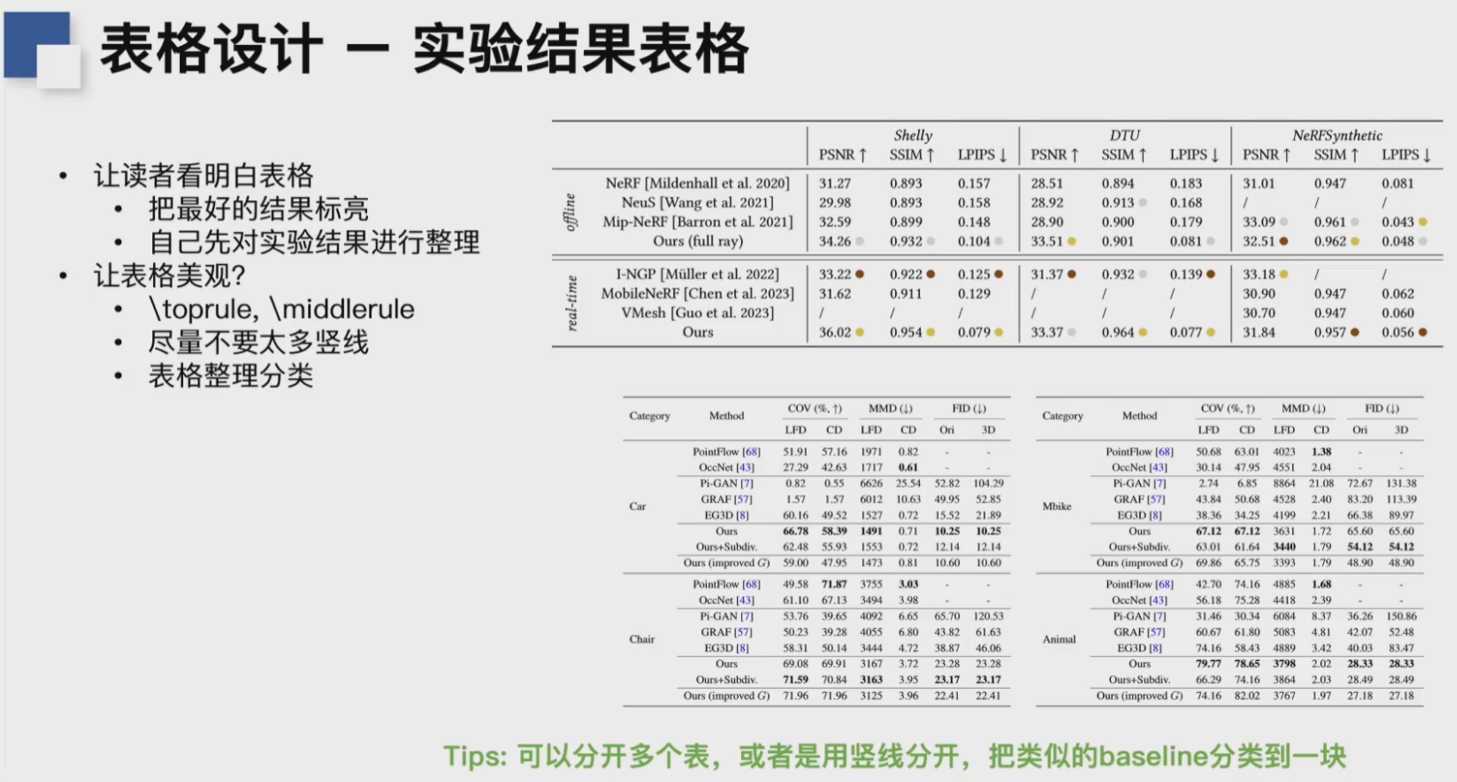 表格设计 — 实验结果表格
• 让读者看明白表格
• 把最好的结果标亮
• 自己先对实验结果进行整理
• 让表格美观?
• \toprule, \middlerule
• 尽量不要太多竖线
• 表格整理分类
Shelly DTU NeRFSynthetic
PSNR ↑ SSIM ↑ LPIPS ↓ PSNR ↑ SSIM ↑ LPIPS ↓ PSNR ↑ SSIM ↑ LPIPS ↓
offline
NeRF [Mildenhall et al. 2020] 31.27 0.893 0.157 28.51 0.894 0.183 31.01 0.947 0.081
NeuS [Wang et al. 2021] 29.98 0.893 0.158 28.92 0.913 0.168 / / /
Mip-NeRF [Barron et al. 2021] 32.59 0.899 0.148 28.90 0.900 0.179 33.09 0.961 0.043
Ours (full ray) 34.26 0.932 0.104 33.51 0.901 0.081 32.51 0.962 0.048
real-time
I-NGP [Müller et al. 2022] 33.22 0.922 0.125 31.37 0.932 0.139 33.18 / /
MobileNeRF [Chen et al. 2023] 31.62 0.911 0.129 / / / 30.90 0.947 0.062
VMesh [Guo et al. 2023] / / / / / / 30.70 0.947 0.060
Ours 36.02 0.954 0.079 33.37 0.964 0.077 31.84 0.957 0.056
Category Method COV (%, ↑) MMD (↓) FID (↓)
LFD CD LFD CD Ori 3D
Car
PointFlow [68] 51.91 57.16 1971 0.82 - -
OccNet [43] 27.29 42.63 1717 0.61 - -
Pi-GAN [7] 0.82 0.55 6626 25.54 52.82 104.29
GRAF [57] 1.57 1.57 6012 10.63 49.95 52.85
EG3D [8] 60.16 49.52 1527 0.72 15.52 21.89
Ours 66.78 58.39 1491 0.71 10.25 10.25
Ours+Subdiv. 62.48 55.93 1553 0.72 12.14 12.14
Ours (improved G) 59.00 47.95 1473 0.81 10.60 10.60
Chair
PointFlow [68] 49.58 71.87 3755 3.03 - -
OccNet [43] 61.10 67.13 3494 3.98 - -
Pi-GAN [7] 53.76 39.65 4092 6.65 65.70 120.53
GRAF [57] 50.23 39.28 4055 6.80 43.82 61.63
EG3D [8] 58.31 50.14 3444 4.72 38.87 46.06
Ours 69.08 69.91 3167 3.72 23.28 23.28
Ours+Subdiv. 71.59 70.84 3163 3.95 23.17 23.17
Ours (improved G) 71.96 71.96 3125 3.96 22.41 22.41
Category Method COV (%, ↑) MMD (↓) FID (↓)
LFD CD LFD CD Ori 3D
Mbike
PointFlow [68] 50.68 63.01 4023 1.38 - -
OccNet [43] 30.14 47.95 4551 2.04 - -
Pi-GAN [7] 2.74 6.85 8864 21.08 72.67 131.38
GRAF [57] 43.84 50.68 4528 2.40 83.20 113.39
EG3D [8] 38.36 34.25 4199 2.21 66.38 89.97
Ours 67.12 67.12 3631 1.72 65.60 65.60
Ours+Subdiv. 63.01 61.64 3440 1.79 54.12 54.12
Ours (improved G) 69.86 65.75 3393 1.79 48.90 48.90
Animal
PointFlow [68] 42.70 74.16 4885 1.68 - -
OccNet [43] 56.18 75.28 4418 2.39 - -
Pi-GAN [7] 31.46 30.34 6084 8.37 36.26 150.86
GRAF [57] 60.67 61.80 5083 4.81 42.07 52.48
EG3D [8] 74.16 58.43 4889 3.42 40.03 83.47
Ours 79.77 78.65 3798 2.02 28.33 28.33
Ours+Subdiv. 66.29 74.16 3864 2.03 28.49 28.49
Ours (improved G) 74.16 82.02 3767 1.97 27.18 27.18
Tips: 可以分开多个表，或者是用竖线分开，把类似的baseline分类到一块